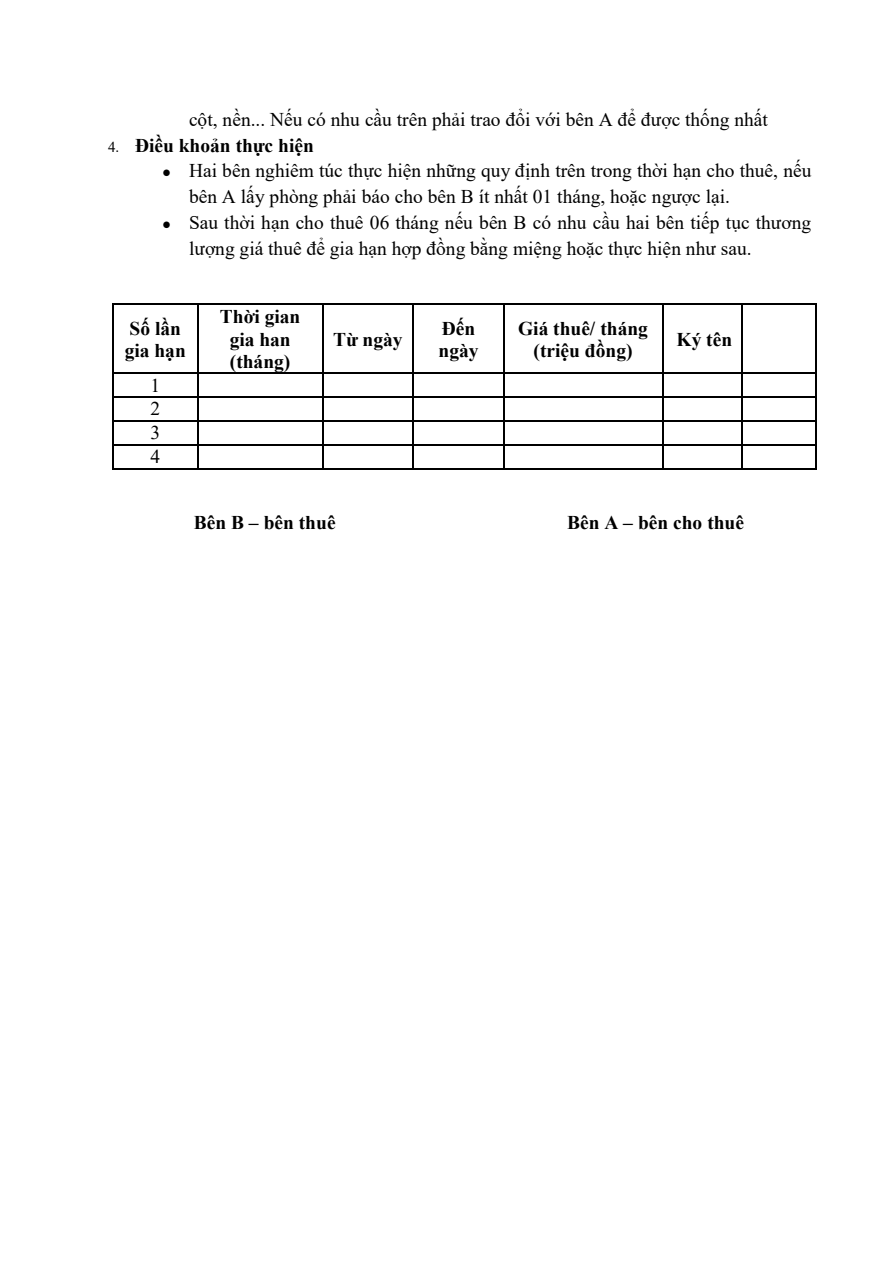 cột, nền... Nếu có nhu cầu trên phải trao đổi với bên A để được thống nhất
4. Điều khoản thực hiện
• Hai bên nghiêm túc thực hiện những quy định trên trong thời hạn cho thuê, nếu
bên A lấy phòng phải báo cho bên B ít nhất 01 tháng, hoặc ngược lại.
• Sau thời hạn cho thuê 06 tháng nếu bên B có nhu cầu hai bên tiếp tục thương
lượng giá thuê để gia hạn hợp đồng bằng miệng hoặc thực hiện như sau.
Số lần
gia hạn
Thời gian
gia han
(tháng)
Từ ngày
Đến
ngày
Giá thuê/ tháng
(triệu đồng)
Ký tên
1
2
3
4
Bên B – bên thuê Bên A – bên cho thuê